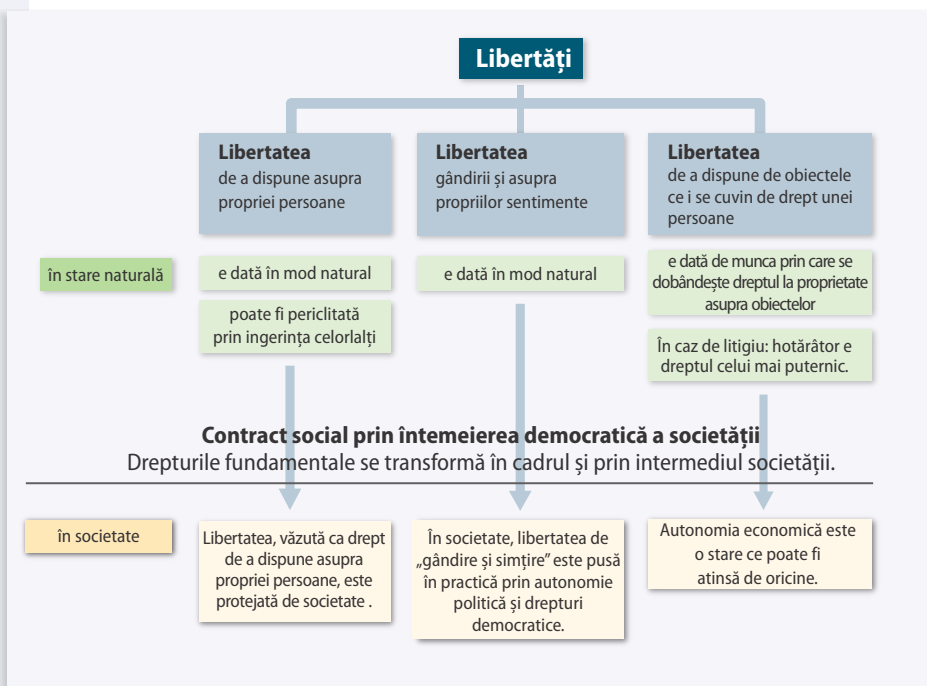 Libertăți
Libertatea
de a dispune asupra
propriei persoane
Libertatea
gândirii și asupra
propriilor sentimente
Libertatea
de a dispune de obiectele
ce i se cuvin de drept unei
persoane
în stare naturală
e dată în mod natural
poate fi periclitată
prin ingerința celorlalți
e dată în mod natural
e dată de munca prin care se
dobândește dreptul la proprietate
asupra obiectelor
În caz de litigiu: hotărâtor e
dreptul celui mai puternic.
Contract social prin întemeierea democratică a societății
Drepturile fundamentale se transformă în cadrul și prin intermediul societății.
în societate
Libertatea, văzută ca drept
de a dispune asupra
propriei persoane, este
protejată de societate .
În societate, libertatea de
„gândire și simțire” este pusă
în practică prin autonomie
politică și drepturi
democratice.
Autonomia economică este
o stare ce poate fi
atinsă de oricine.